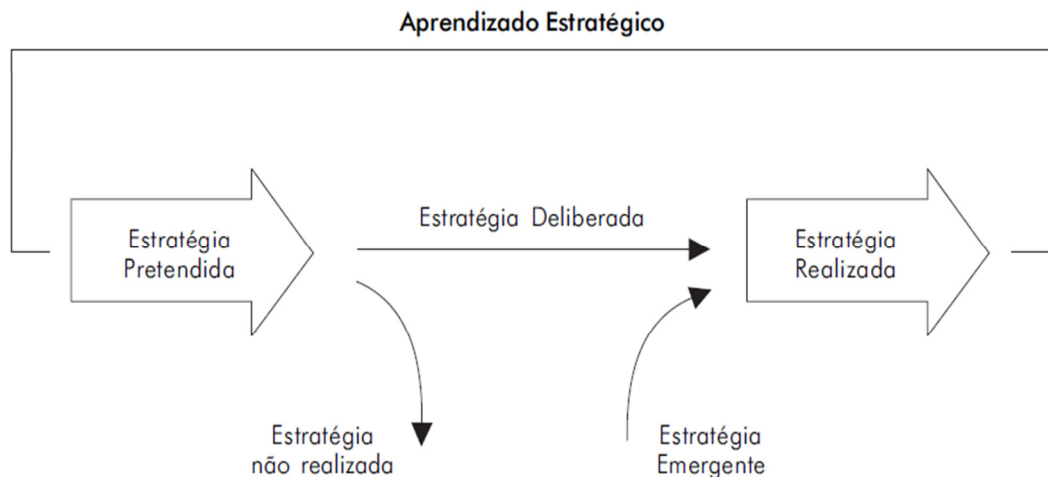 Aprendizado Estratégico
Estratégia
Pretendida
Estratégia Deliberada
Estratégia
Realizada
Estratégia
não realizada
Estratégia
Emergente